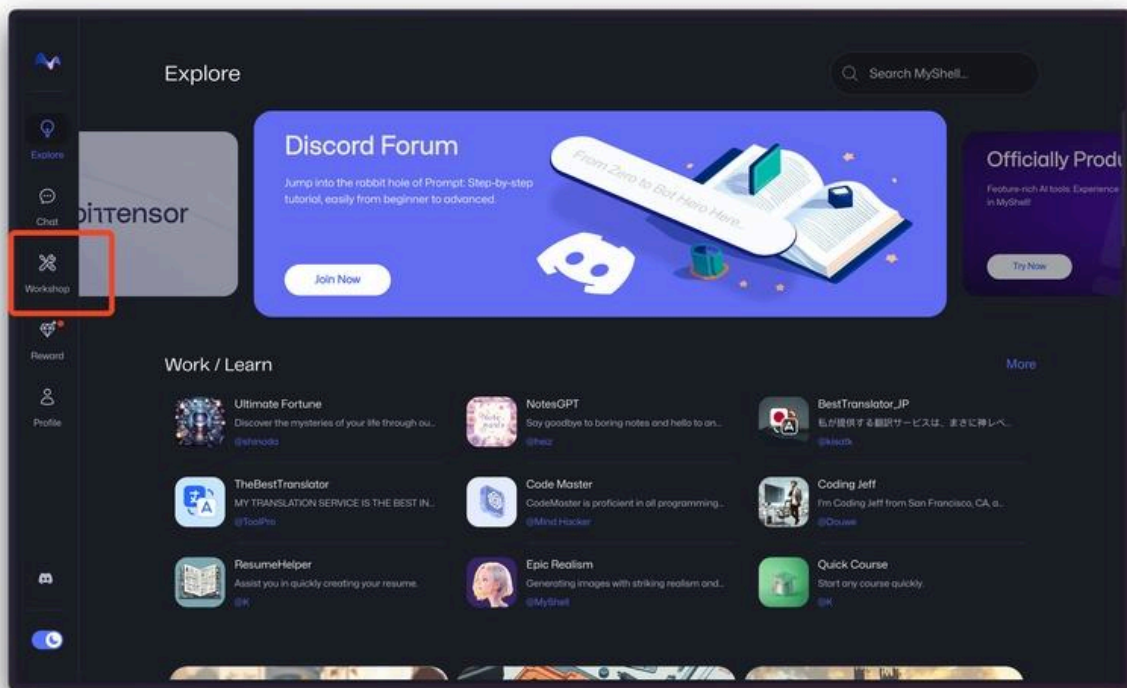 Explore
Search MyShell...
Explore
Chat
Workshop
Reward
Profile
bittensor
Discord Forum
Jump into the rabbit hole of Prompt: Step-by-step
tutorial, easily from beginner to advanced.
Join Now
From Zero to Bot Hero Here...
Officially Produ
Feature-rich AI tools. Experience
in MyShell!
Try Now
Work / Learn
More
Ultimate Fortune
Discover the mysteries of your life through ou...
@shinoda
NotesGPT
Say goodbye to boring notes and hello to an...
@heiz
BestTranslator_JP
私が提供する翻訳サービスは、まさに神レベ...
@kisatk
TheBestTranslator
MY TRANSLATION SERVICE IS THE BEST IN...
@ToolPro
Code Master
CodeMaster is proficient in all programming...
@Mind Hacker
Coding Jeff
I'm Coding Jeff from San Francisco, CA, a...
@Douwe
ResumeHelper
Assist you in quickly creating your resume.
@K
Epic Realism
Generating images with striking realism and...
@MyShell
Quick Course
Start any course quickly.
@K